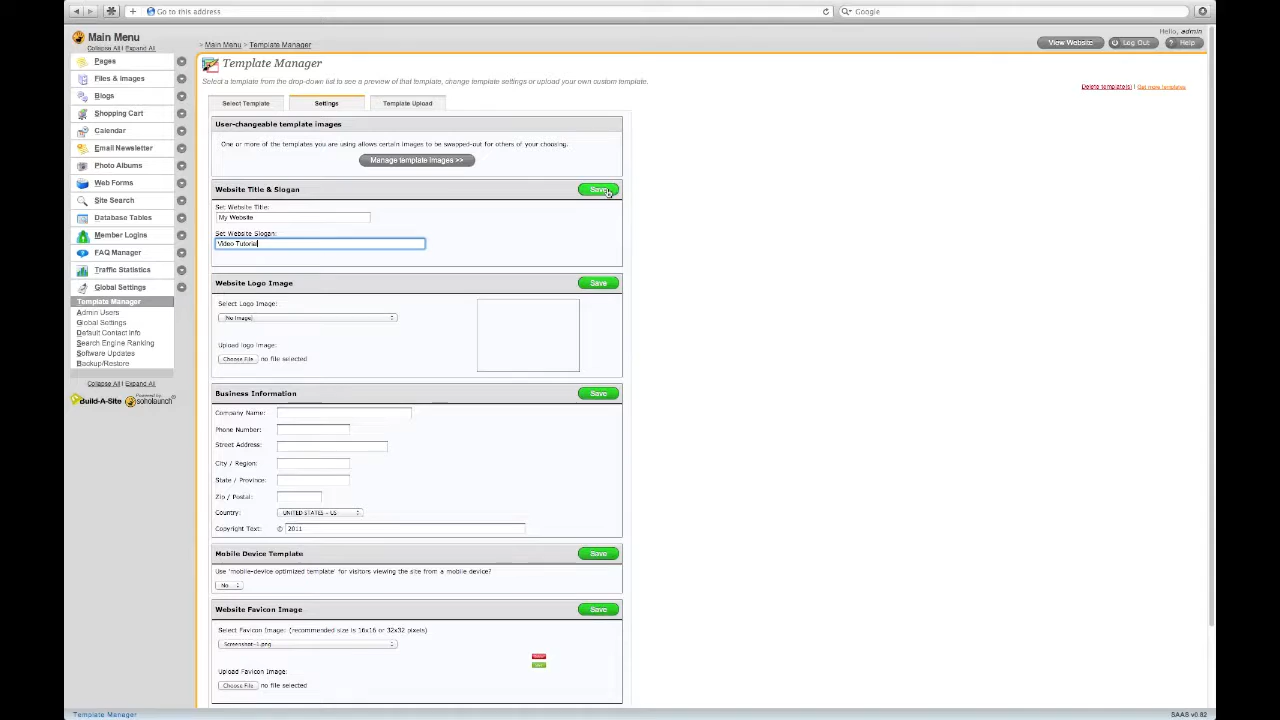 Go to this address
Google
Main Menu
Collapse All | Expand All
> Main Menu > Template Manager
Hello, admin
View Website
Log Out
Help
Pages
Files & Images
Blogs
Shopping Cart
Calendar
Email Newsletter
Photo Albums
Web Forms
Site Search
Database Tables
Member Logins
FAQ Manager
Traffic Statistics
Global Settings
Template Manager
Admin Users
Global Settings
Default Contact Info
Search Engine Ranking
Software Updates
Backup/Restore
Collapse All | Expand All
Build-A-Site
Powered by
soholaunch
Template Manager
Select a template from the drop-down list to see a preview of that template, change template settings or upload your own custom template.
Delete template(s) | Get more templates
Select Template
Settings
Template Upload
User-changeable template images
One or more of the templates you are using allows certain images to be swapped-out for others of your choosing.
Manage template images >>
Website Title & Slogan
Save
Set Website Title:
My Website
Set Website Slogan:
Video Tutorial
Website Logo Image
Save
Select Logo Image:
(No Image)
Upload logo image:
Choose File no file selected
Business Information
Save
Company Name:
Phone Number:
Street Address:
City / Region:
State / Province:
Zip / Postal:
Country: UNITED STATES - US
Copyright Text: © 2011
Mobile Device Template
Save
Use 'mobile-device optimized template' for visitors viewing the site from a mobile device?
No
Website Favicon Image
Save
Select Favicon Image: (recommended size is 16x16 or 32x32 pixels)
Screenshot-1.png
Upload Favicon Image:
Choose File no file selected
Template Manager
SAAS v0.82